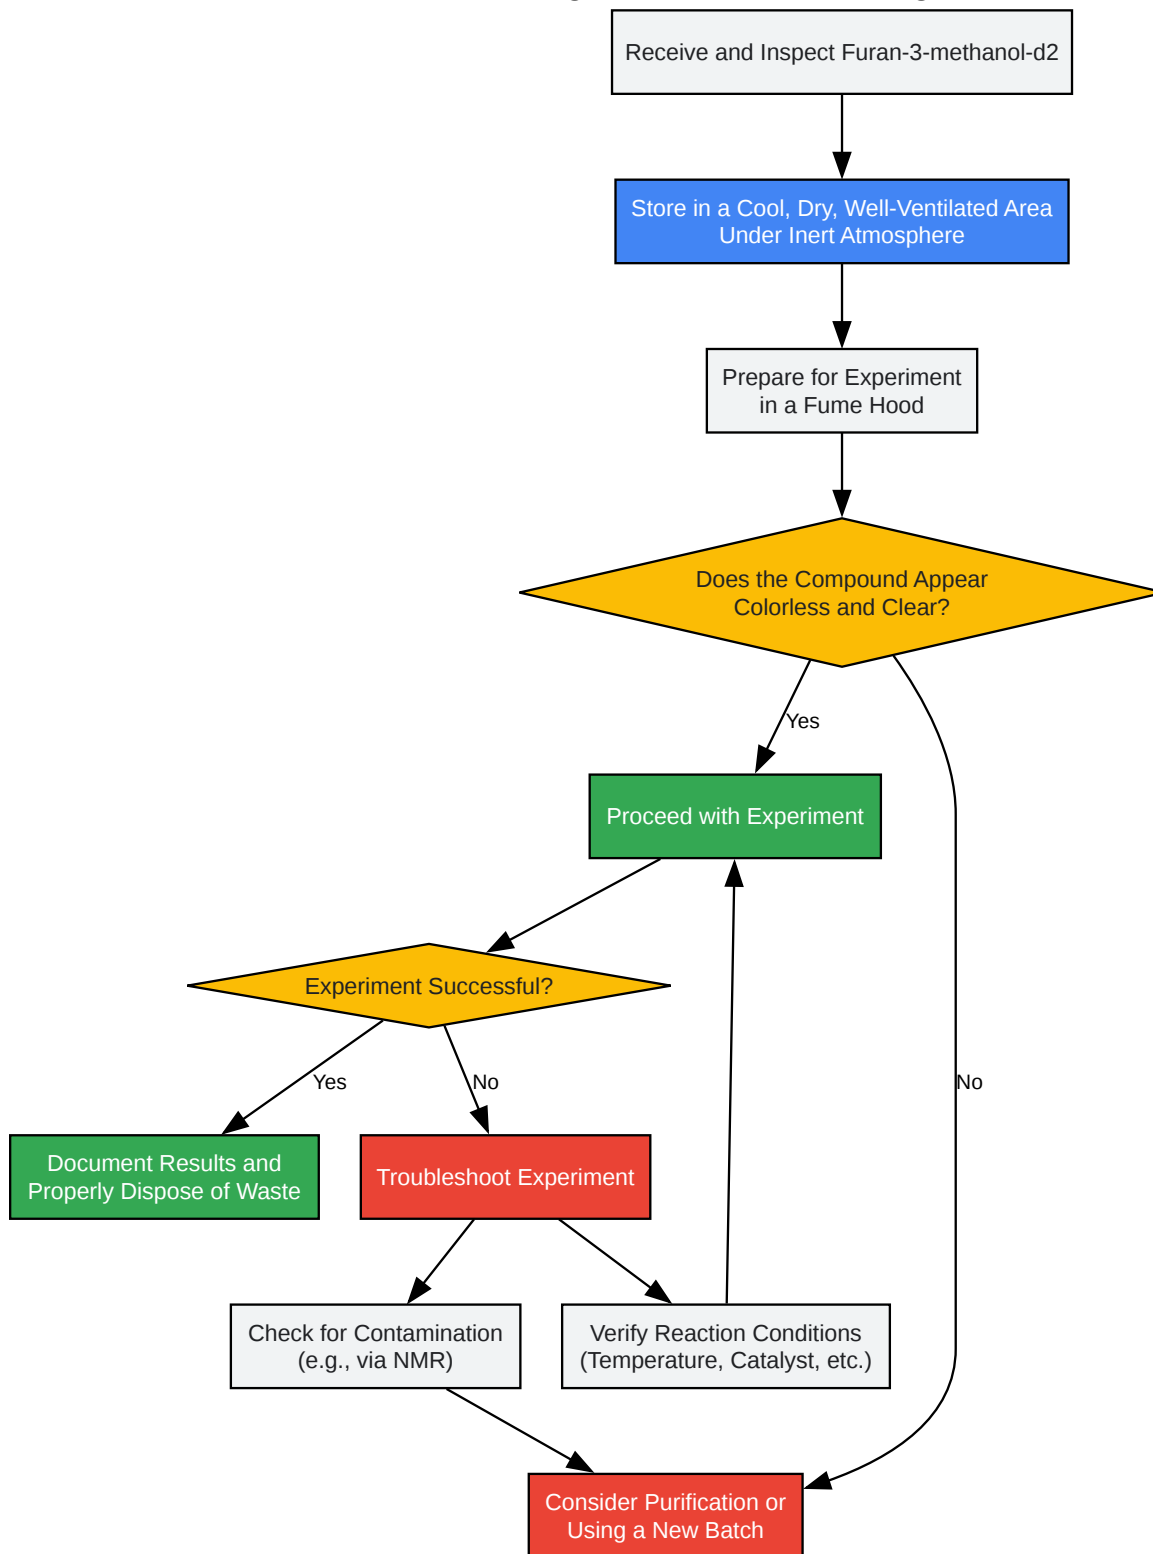 Receive and Inspect Furan-3-methanol-d2
Store in a Cool, Dry, Well-Ventilated Area
Under Inert Atmosphere
Prepare for Experiment
in a Fume Hood
Does the Compound Appear
Colorless and Clear?
Yes
Proceed with Experiment
Experiment Successful?
Yes
No
No
Document Results and
Properly Dispose of Waste
Troubleshoot Experiment
Check for Contamination
(e.g., via NMR)
Verify Reaction Conditions
(Temperature, Catalyst, etc.)
Consider Purification or
Using a New Batch